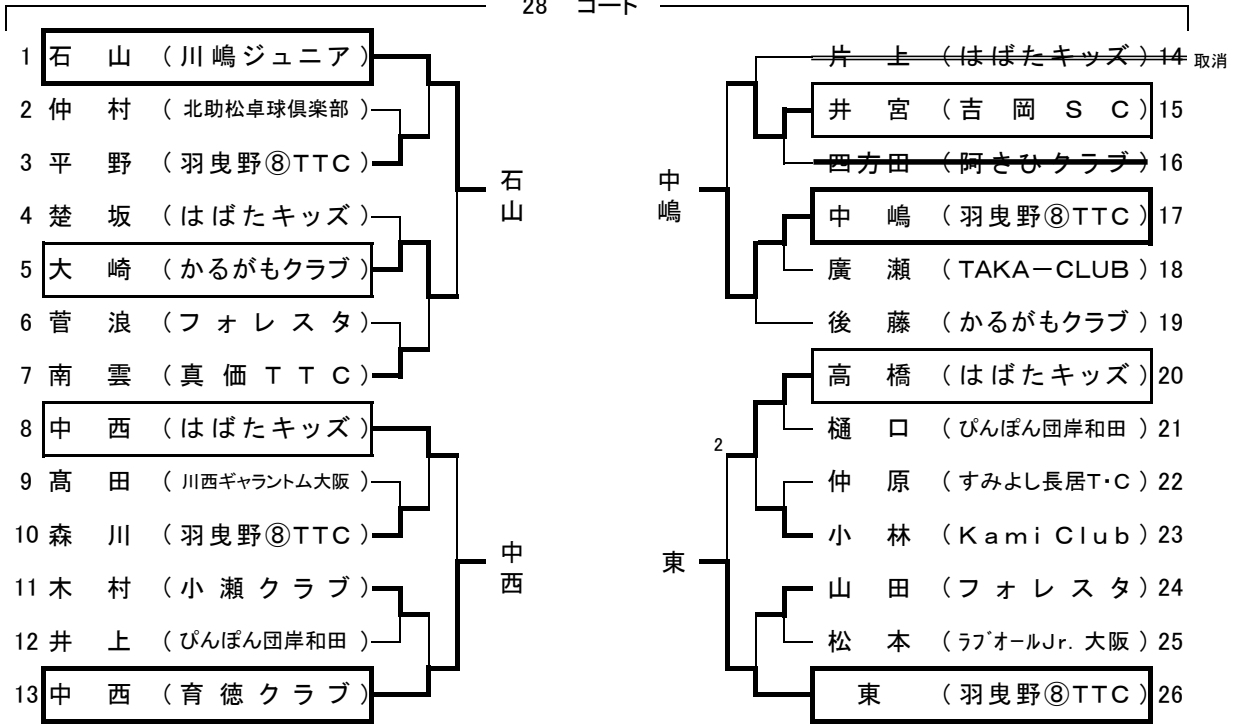 28 コート
1 石 山 (川嶋ジュニア)
2 仲 村 (北助松卓球倶楽部)
3 平 野 (羽曳野⑧TTC)
4 楚 坂 (はばたキッズ)
5 大 崎 (かるがもクラブ)
6 菅 浪 (フォレスタ)
7 南 雲 (真価TTC)
石山
8 中 西 (はばたキッズ)
9 髙 田 (川西ギャラントム大阪)
10 森 川 (羽曳野⑧TTC)
11 木 村 (小瀬クラブ)
12 井 上 (ぴんぽん団岸和田)
13 中 西 (育徳クラブ)
中西
片 上 (はばたキッズ) 14 取消
井 宮 (吉岡SC) 15
四方田 (阿さひクラブ) 16
中 嶋 (羽曳野⑧TTC) 17
廣 瀬 (TAKA-CLUB) 18
後 藤 (かるがもクラブ) 19
中嶋
高 橋 (はばたキッズ) 20
樋 口 (ぴんぽん団岸和田) 21
2
仲 原 (すみよし長居T・C) 22
小 林 (Kami Club) 23
山 田 (フォレスタ) 24
松 本 (ラブオールJr.大阪) 25
東 (羽曳野⑧TTC) 26
東